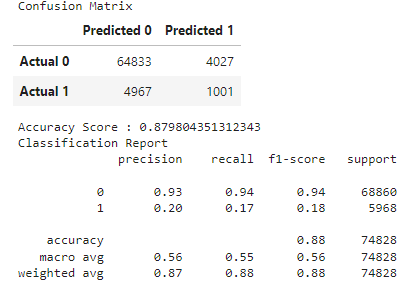 Confusion Matrix
Predicted 0 Predicted 1
Actual 0 64833 4027
Actual 1 4967 1001
Accuracy Score : 0.879804351312343
Classification Report
precision recall f1-score support
0 0.93 0.94 0.94 68860
1 0.20 0.17 0.18 5968
accuracy 0.88 74828
macro avg 0.56 0.55 0.56 74828
weighted avg 0.87 0.88 0.88 74828